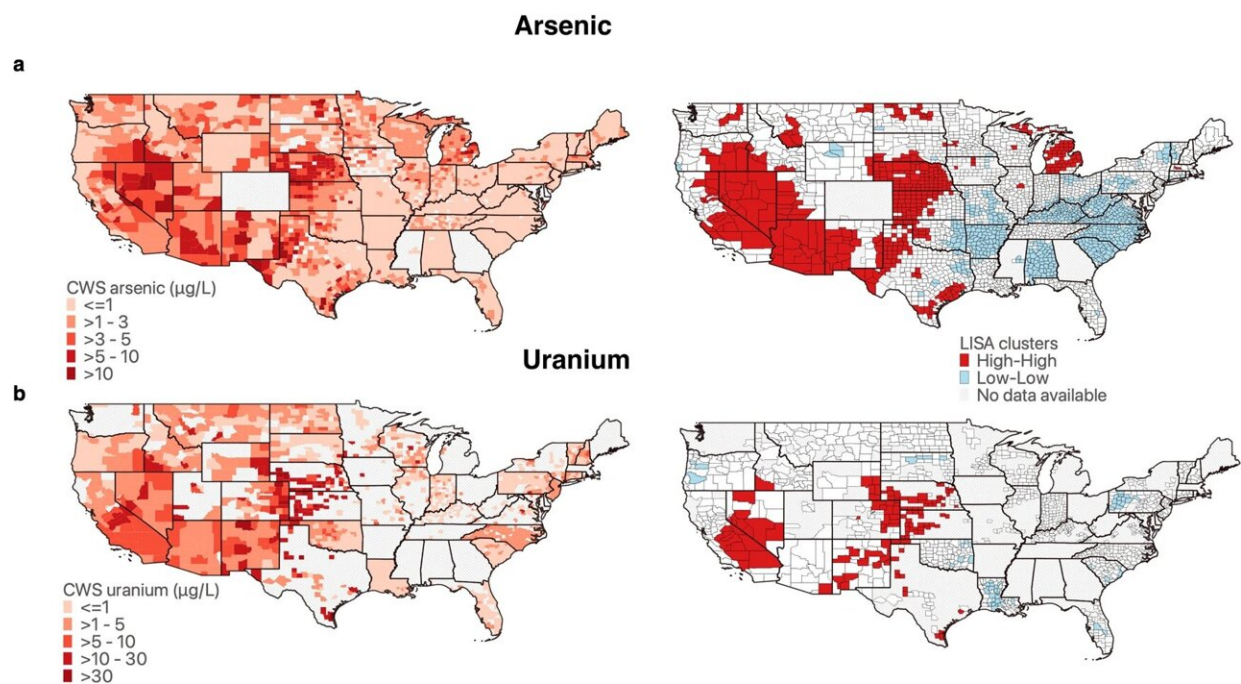 Arsenic
a
CWS arsenic (µg/L)
<=1
>1 - 3
>3 - 5
>5 - 10
>10
LISA clusters
High-High
Low-Low
No data available
Uranium
b
CWS uranium (µg/L)
<=1
>1 - 5
>5 - 10
>10 - 30
>30